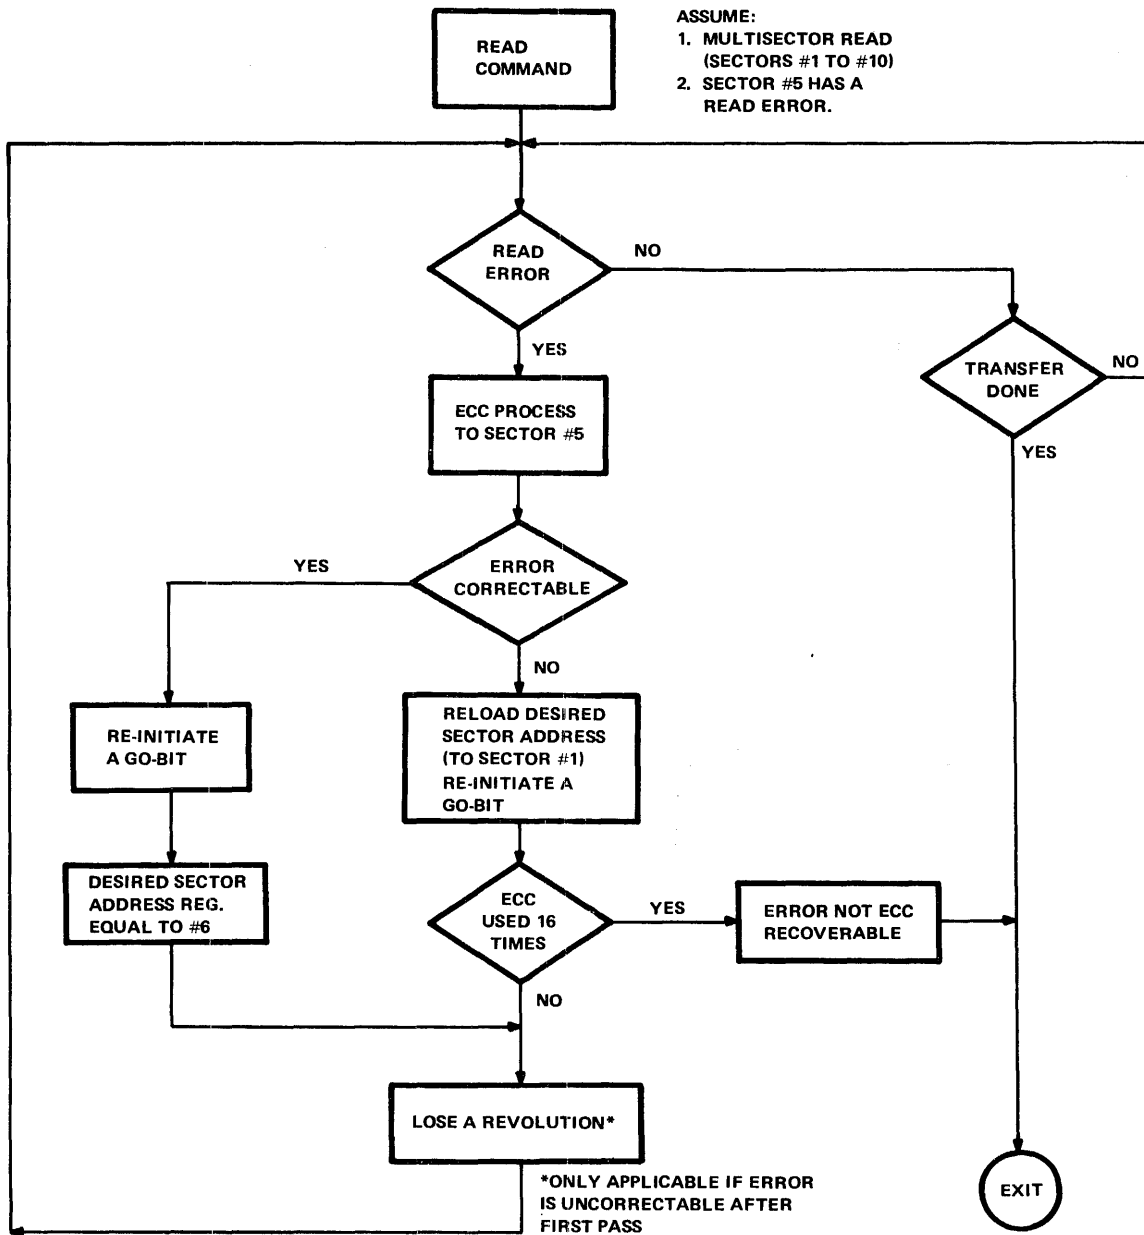 READ
COMMAND
ASSUME:
1. MULTISECTOR READ
(SECTORS #1 TO #10)
2. SECTOR #5 HAS A
READ ERROR.
READ
ERROR
NO
YES
TRANSFER
DONE
NO
YES
ECC PROCESS
TO SECTOR #5
ERROR
CORRECTABLE
YES
NO
RE-INITIATE
A GO-BIT
RELOAD DESIRED
SECTOR ADDRESS
(TO SECTOR #1)
RE-INITIATE A
GO-BIT
DESIRED SECTOR
ADDRESS REG.
EQUAL TO #6
ECC
USED 16
TIMES
YES
ERROR NOT ECC
RECOVERABLE
NO
LOSE A REVOLUTION*
*ONLY APPLICABLE IF ERROR
IS UNCORRECTABLE AFTER
FIRST PASS
EXIT